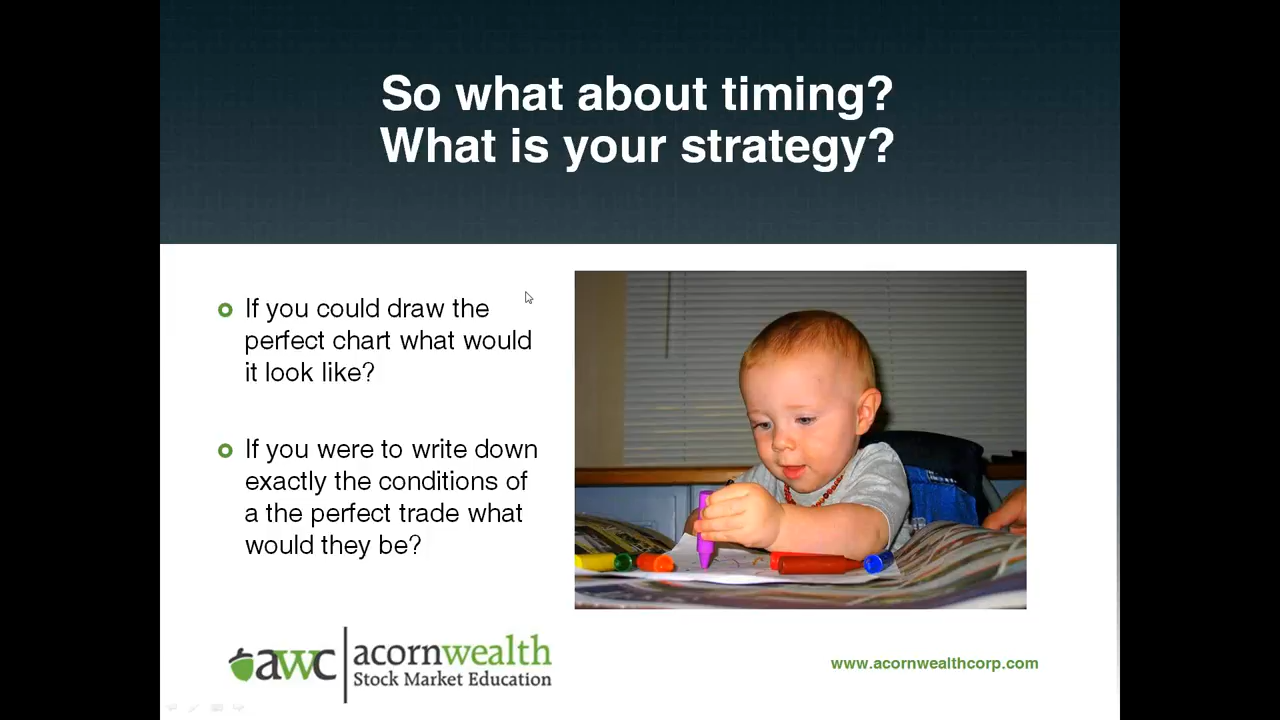 So what about timing?
What is your strategy?
If you could draw the
perfect chart what would
it look like?
If you were to write down
exactly the conditions of
a the perfect trade what
would they be?
awc acornwealth
Stock Market Education
www.acornwealthcorp.com